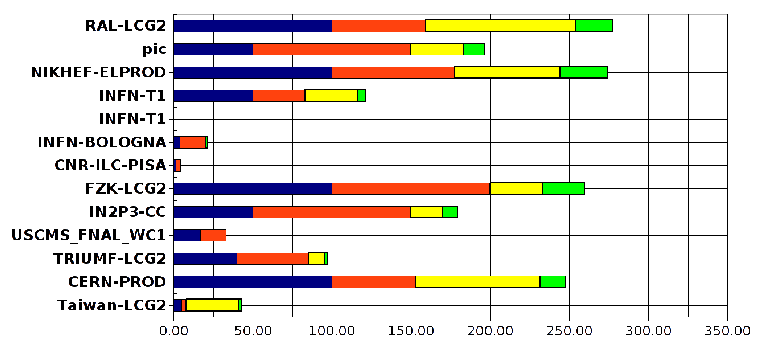 RAL-LCG2
pic
NIKHEF-ELPROD
INFN-T1
INFN-T1
INFN-BOLOGNA
CNR-ILC-PISA
FZK-LCG2
IN2P3-CC
USCMS_FNAL_WC1
TRIUMF-LCG2
CERN-PROD
Taiwan-LCG2
0.00 50.00 100.00 150.00 200.00 250.00 300.00 350.00